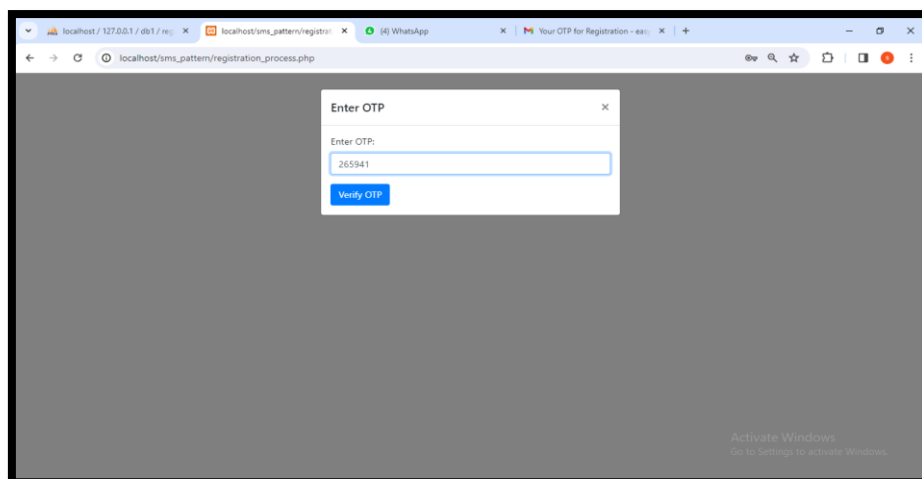 localhost / 127.0.0.1 / db1 / reg
localhost/sms_pattern/registrat
(4) WhatsApp
Your OTP for Registration - eas
localhost/sms_pattern/registration_process.php
Enter OTP
Enter OTP:
265941
Verify OTP
Activate Windows
Go to Settings to activate Windows.